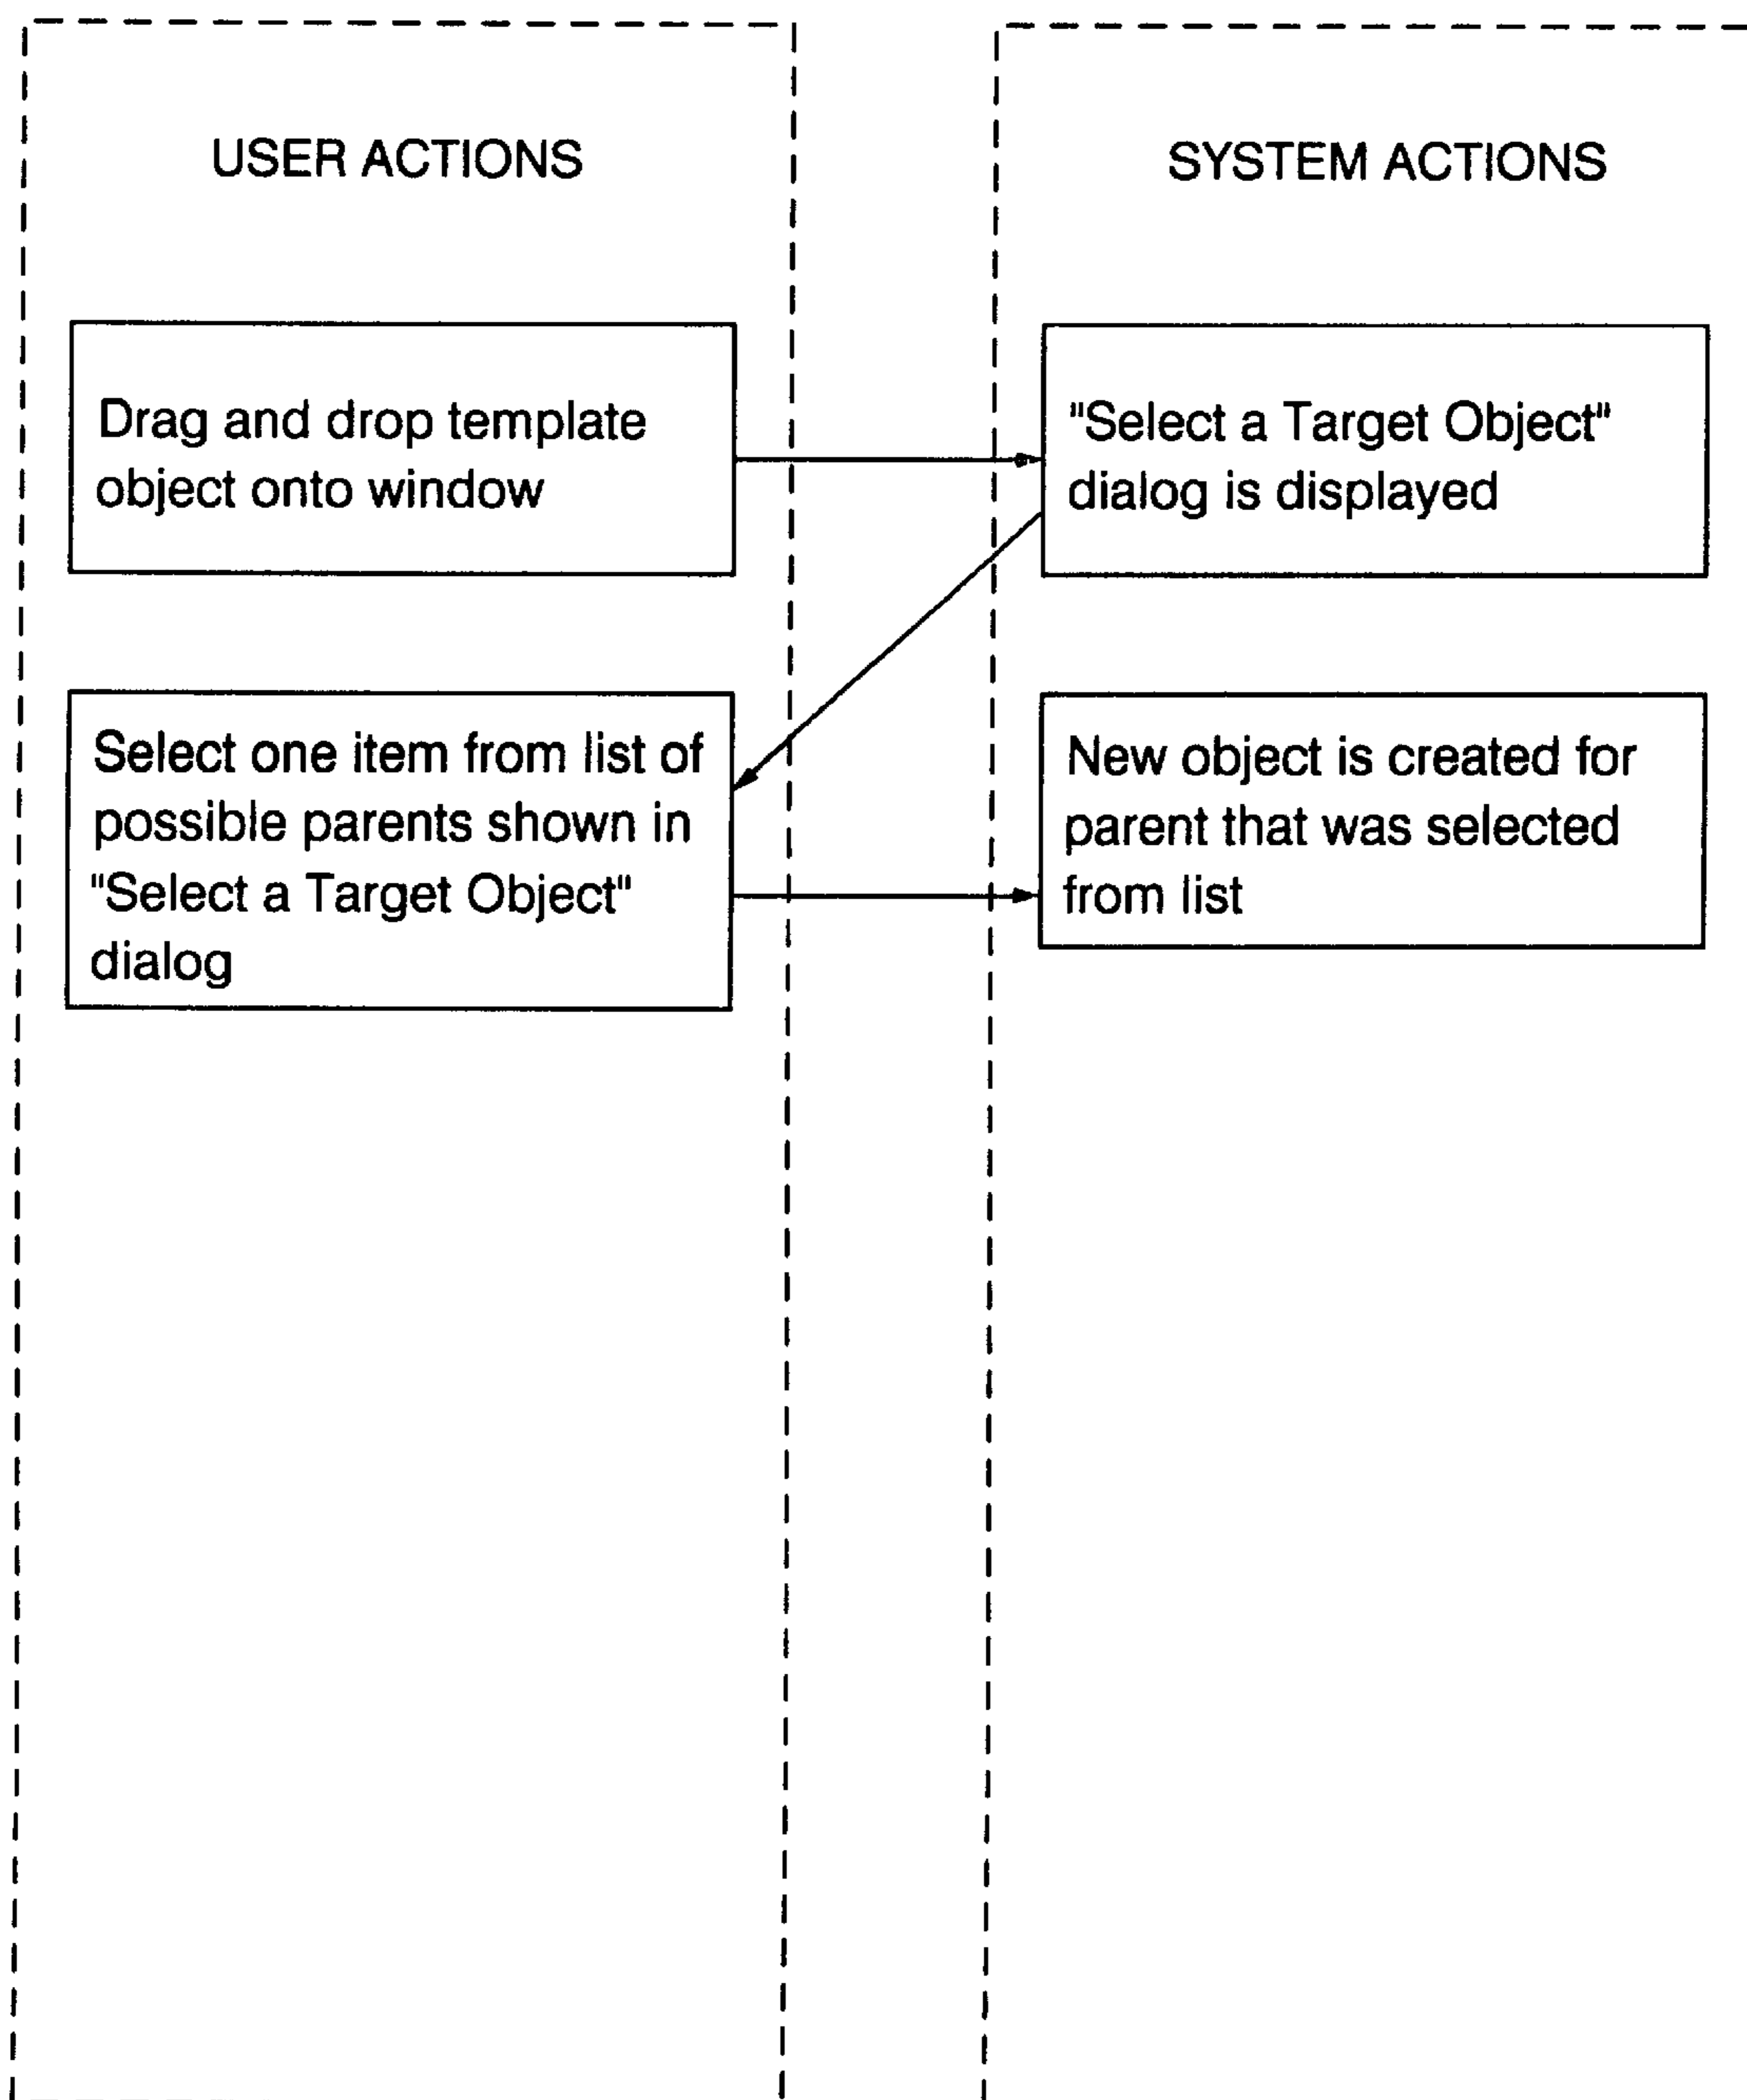 USER ACTIONS
SYSTEM ACTIONS
Drag and drop template
object onto window
"Select a Target Object"
dialog is displayed
Select one item from list of
possible parents shown in
"Select a Target Object"
dialog
New object is created for
parent that was selected
from list